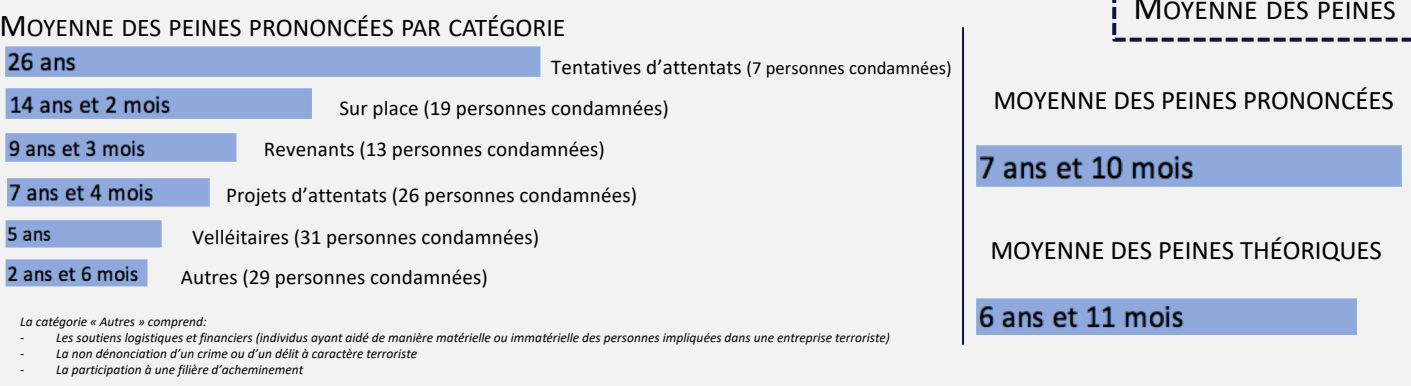 MOYENNE DES PEINES PRONONCÉES PAR CATÉGORIE
26 ans
Tentatives d'attentats (7 personnes condamnées)
14 ans et 2 mois
Sur place (19 personnes condamnées)
9 ans et 3 mois
Revenants (13 personnes condamnées)
7 ans et 4 mois
Projets d'attentats (26 personnes condamnées)
5 ans
Velléitaires (31 personnes condamnées)
2 ans et 6 mois
Autres (29 personnes condamnées)
La catégorie « Autres » comprend:
- Les soutiens logistiques et financiers (individus ayant aidé de manière matérielle ou immatérielle des personnes impliquées dans une entreprise terroriste)
- La non dénonciation d'un crime ou d'un délit à caractère terroriste
- La participation à une filière d'acheminement
MOYENNE DES PEINES
MOYENNE DES PEINES PRONONCÉES
7 ans et 10 mois
MOYENNE DES PEINES THÉORIQUES
6 ans et 11 mois